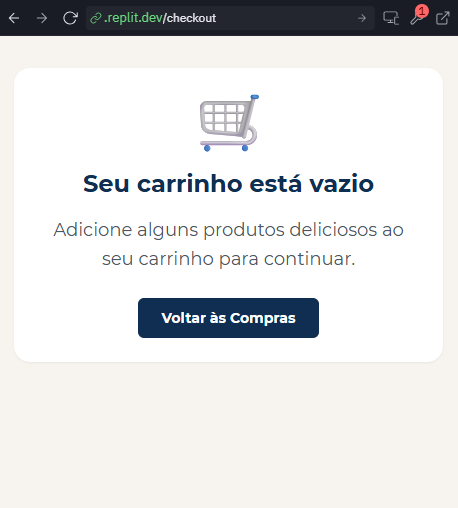 .replit.dev/checkout
1
Seu carrinho está vazio
Adicione alguns produtos deliciosos ao
seu carrinho para continuar.
Voltar às Compras